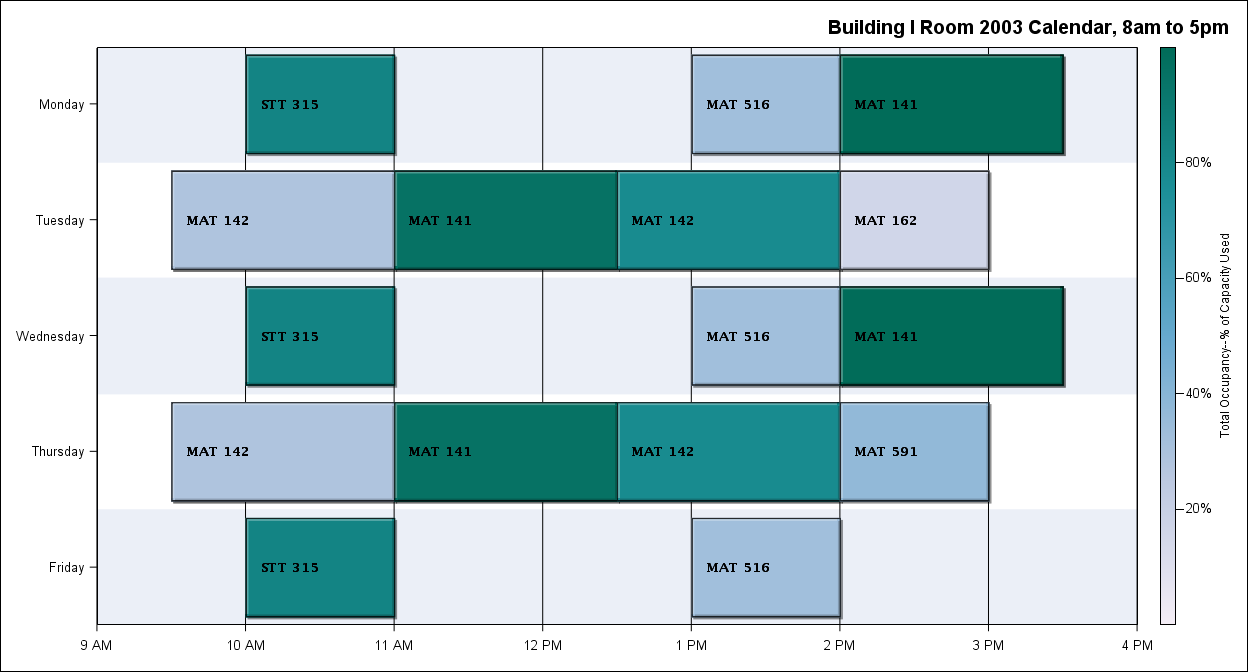 Building I Room 2003 Calendar, 8am to 5pm
Monday
STT 315
MAT 516
MAT 141
Tuesday
MAT 142
MAT 141
MAT 142
MAT 162
Wednesday
STT 315
MAT 516
MAT 141
Thursday
MAT 142
MAT 141
MAT 142
MAT 591
Friday
STT 315
MAT 516
9 AM
10 AM
11 AM
12 PM
1 PM
2 PM
3 PM
4 PM
80%
60%
40%
20%
Total Occupancy--% of Capacity Used